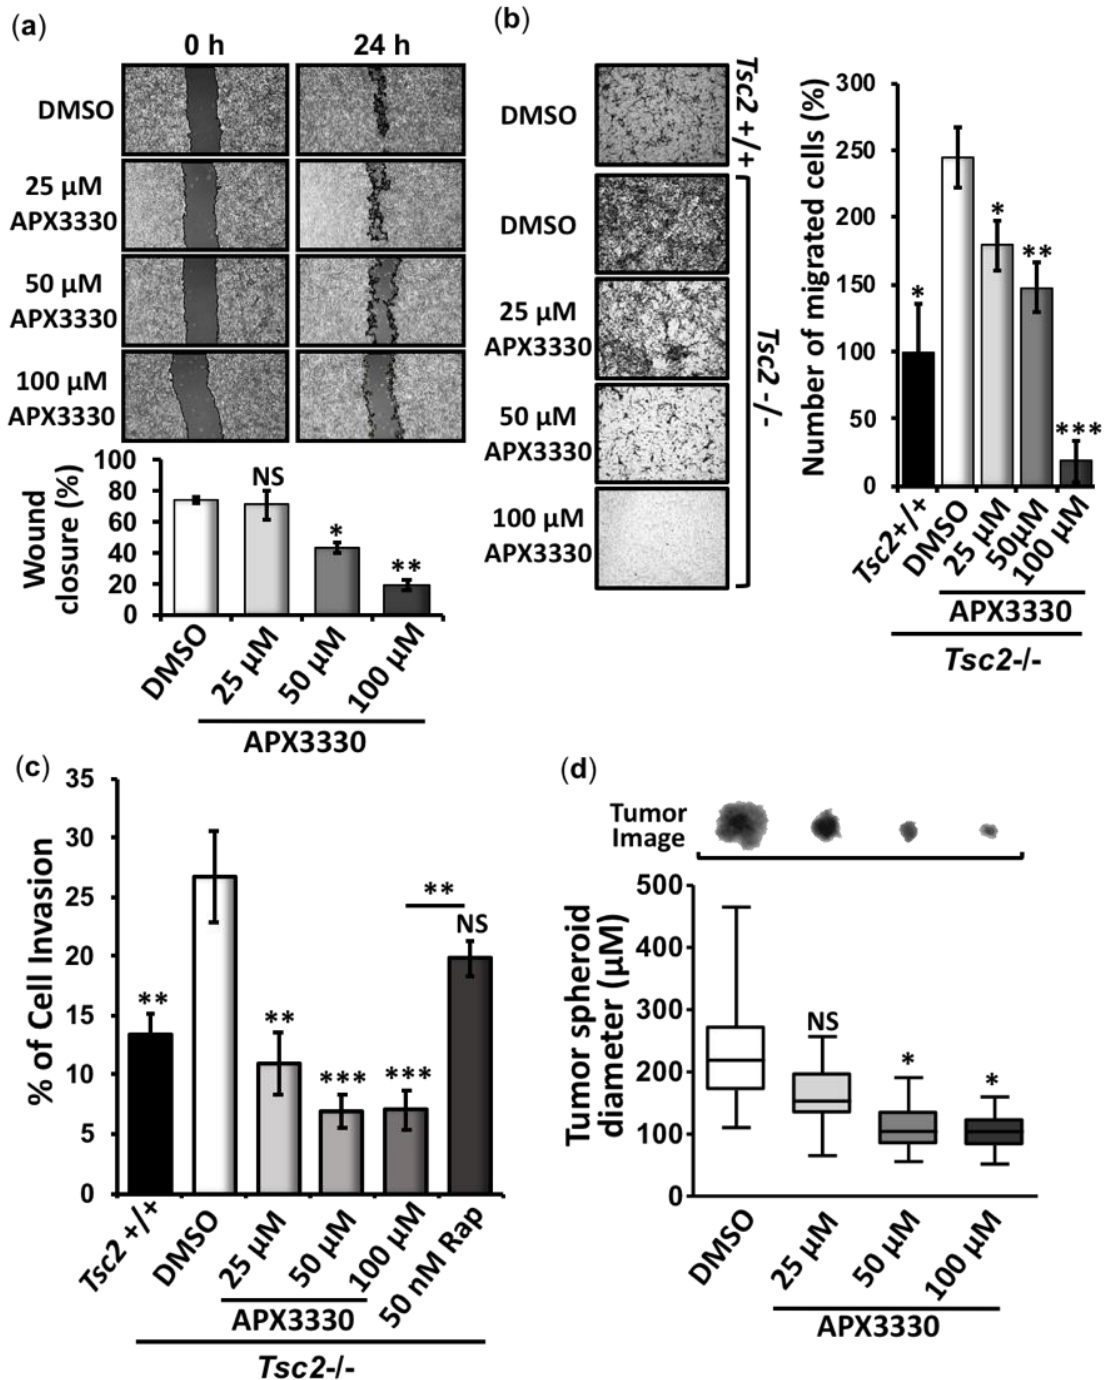 (a)
0 h 24 h
DMSO
25 µM
APX3330
50 µM
APX3330
100 µM
APX3330
Wound
closure (%)
100
80
60
40
20
0
NS
*
**
DMSO
25 µM
50 µM
100 µM
APX3330
(b)
DMSO
DMSO
25 µM
APX3330
50 µM
APX3330
100 µM
APX3330
Tsc2 +/+
Tsc2 -/-
Number of migrated cells (%)
300
250
200
150
100
50
0
*
*
**
***
Tsc2+/+
DMSO
25 µM
50µM
100 µM
APX3330
Tsc2-/-
(c)
% of Cell Invasion
35
30
25
20
15
10
5
0
**
**
***
***
**
NS
Tsc2 +/+
DMSO
25 µM
50 µM
100 µM
50 nM Rap
APX3330
Tsc2-/-
(d)
Tumor
Image
Tumor spheroid
diameter (µM)
500
400
300
200
100
0
NS
*
*
DMSO
25 µM
50 µM
100 µM
APX3330